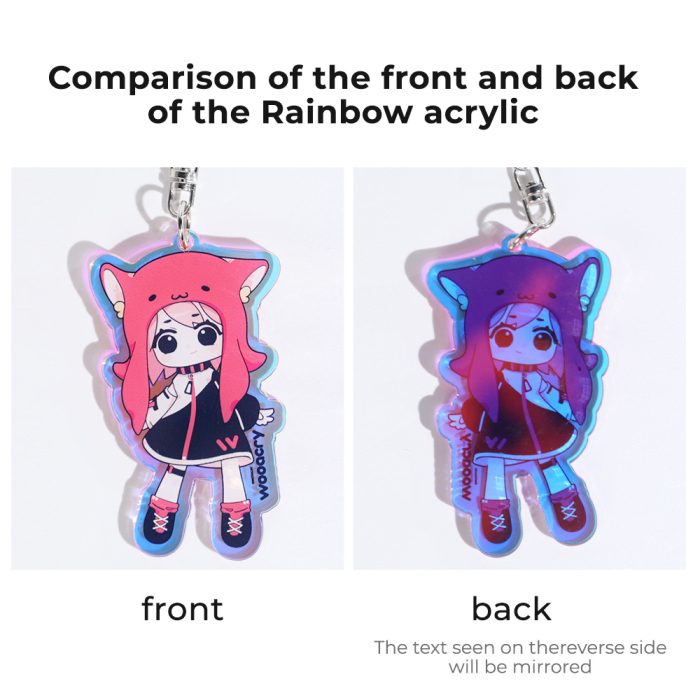 Comparison of the front and back
of the Rainbow acrylic
wooacry
wooacry
front
back
The text seen on thereverse side
will be mirrored